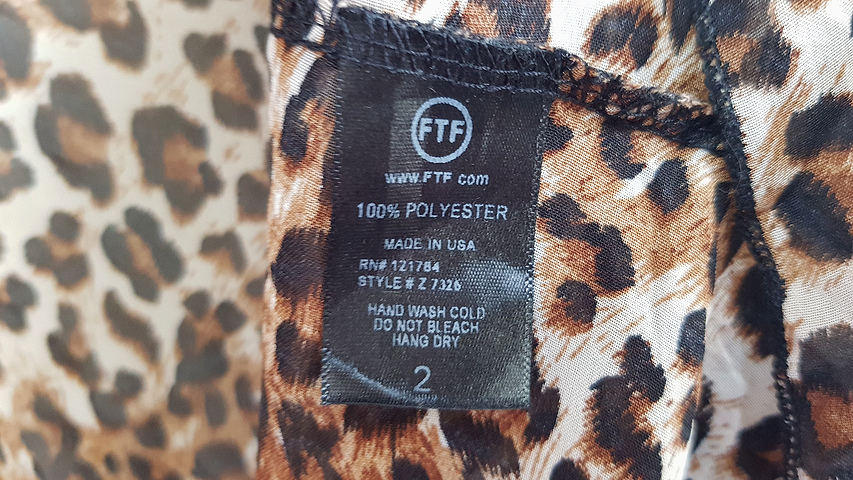 FTF
www.FTF com
100% POLYESTER
MADE IN USA
RN# 121784
STYLE # Z 7326
HAND WASH COLD
DO NOT BLEACH
HANG DRY
2